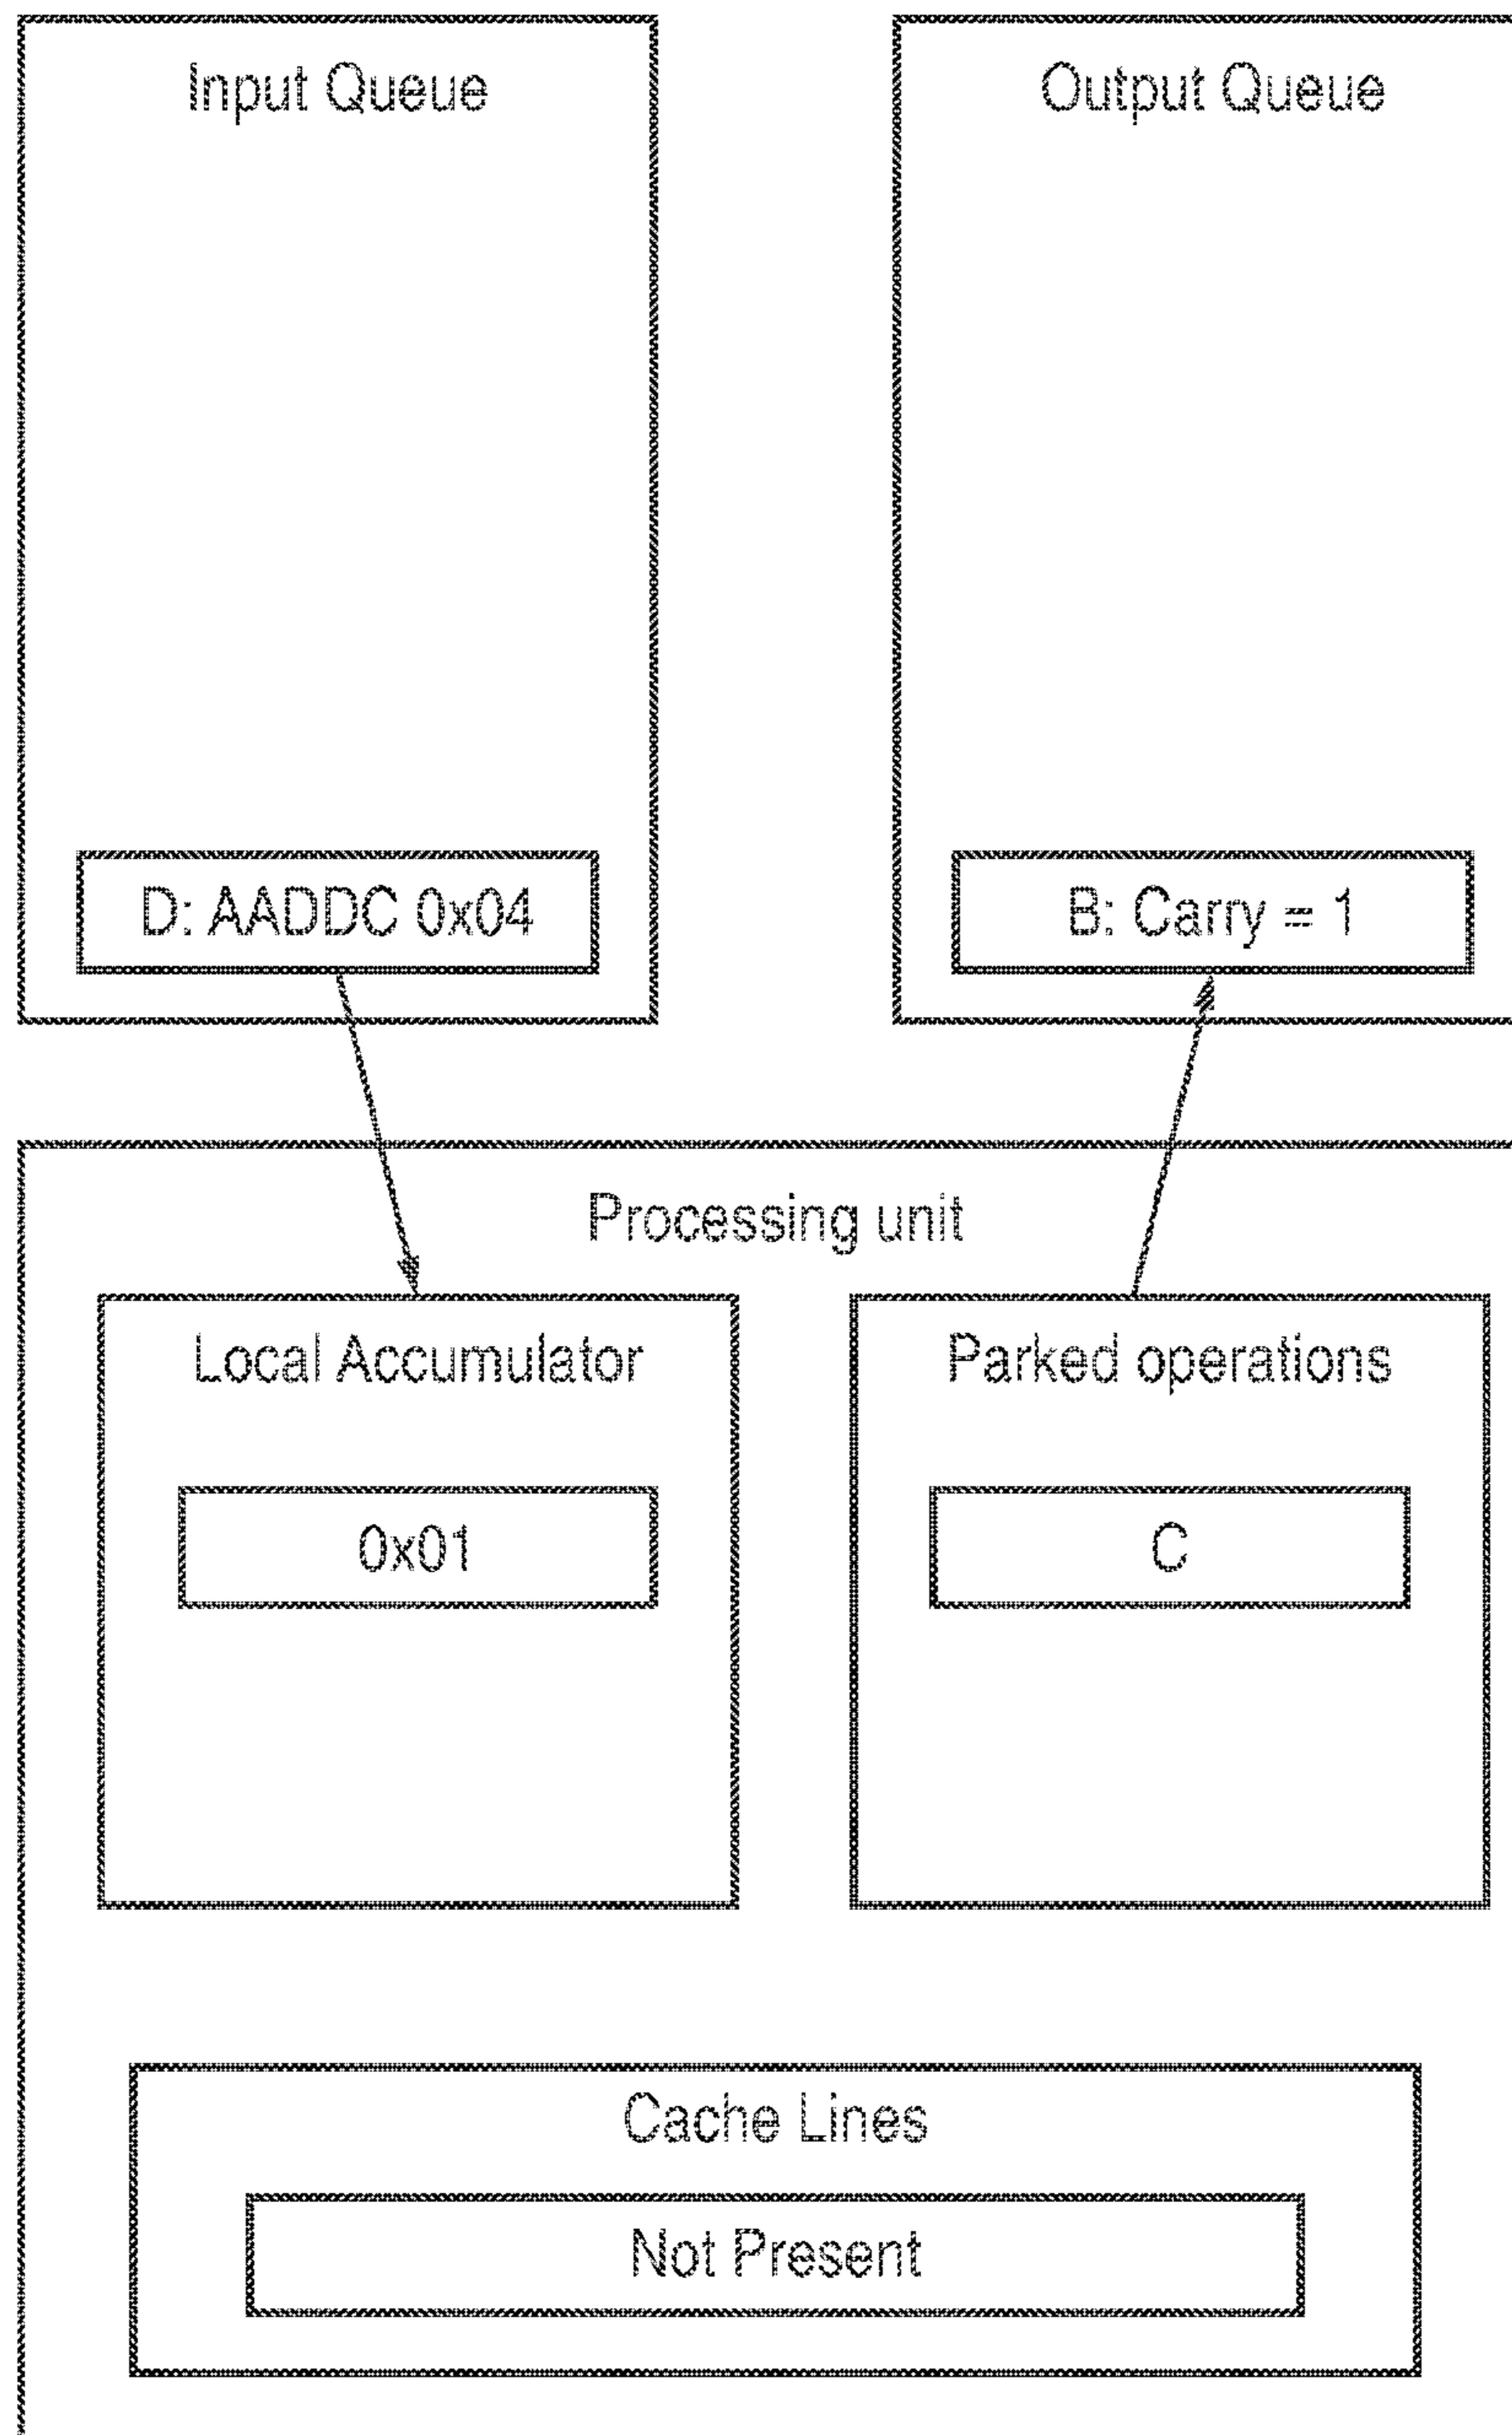 Input Queue
Output Queue
D: AADDC 0x04
B: Carry = 1
Processing unit
Local Accumulator
Parked operations
0x01
C
Cache Lines
Not Present